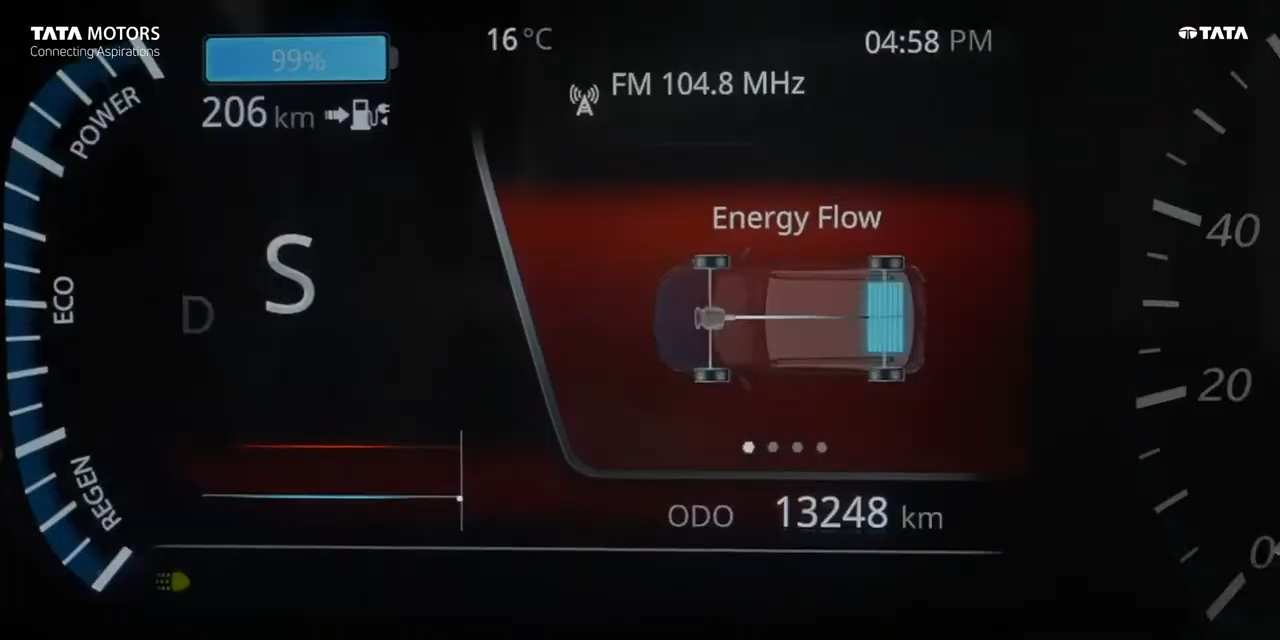 TATA MOTORS
Connecting Aspirations
TATA
99%
16 °C
04:58 PM
206 km
FM 104.8 MHz
POWER
ECO
REGEN
D
S
Energy Flow
40
20
0
ODO 13248 km